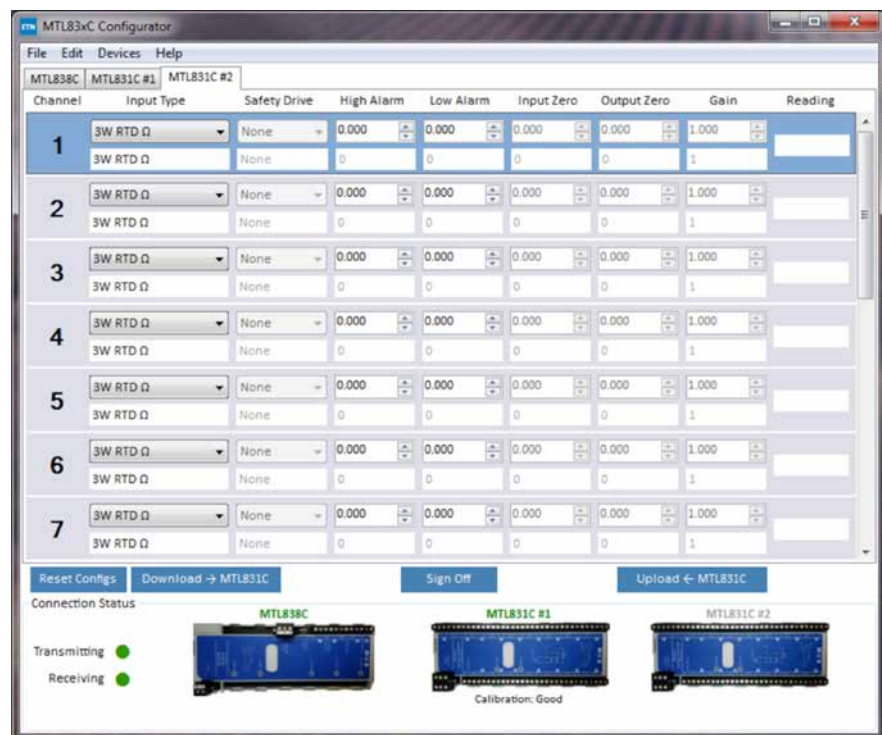 ETN MTL83xC Configurator
File Edit Devices Help
MTL838C MTL831C #1 MTL831C #2
Channel Input Type Safety Drive High Alarm Low Alarm Input Zero Output Zero Gain Reading
1 3W RTD Ω None 0.000 0.000 0.000 0.000 1.000
3W RTD Ω None 0 0 0 0 1
2 3W RTD Ω None 0.000 0.000 0.000 0.000 1.000
3W RTD Ω None 0 0 0 0 1
3 3W RTD Ω None 0.000 0.000 0.000 0.000 1.000
3W RTD Ω None 0 0 0 0 1
4 3W RTD Ω None 0.000 0.000 0.000 0.000 1.000
3W RTD Ω None 0 0 0 0 1
5 3W RTD Ω None 0.000 0.000 0.000 0.000 1.000
3W RTD Ω None 0 0 0 0 1
6 3W RTD Ω None 0.000 0.000 0.000 0.000 1.000
3W RTD Ω None 0 0 0 0 1
7 3W RTD Ω None 0.000 0.000 0.000 0.000 1.000
3W RTD Ω None 0 0 0 0 1
Reset Configs Download → MTL831C Sign Off Upload ← MTL831C
Connection Status
MTL838C MTL831C #1 MTL831C #2
Transmitting
Receiving
Calibration: Good